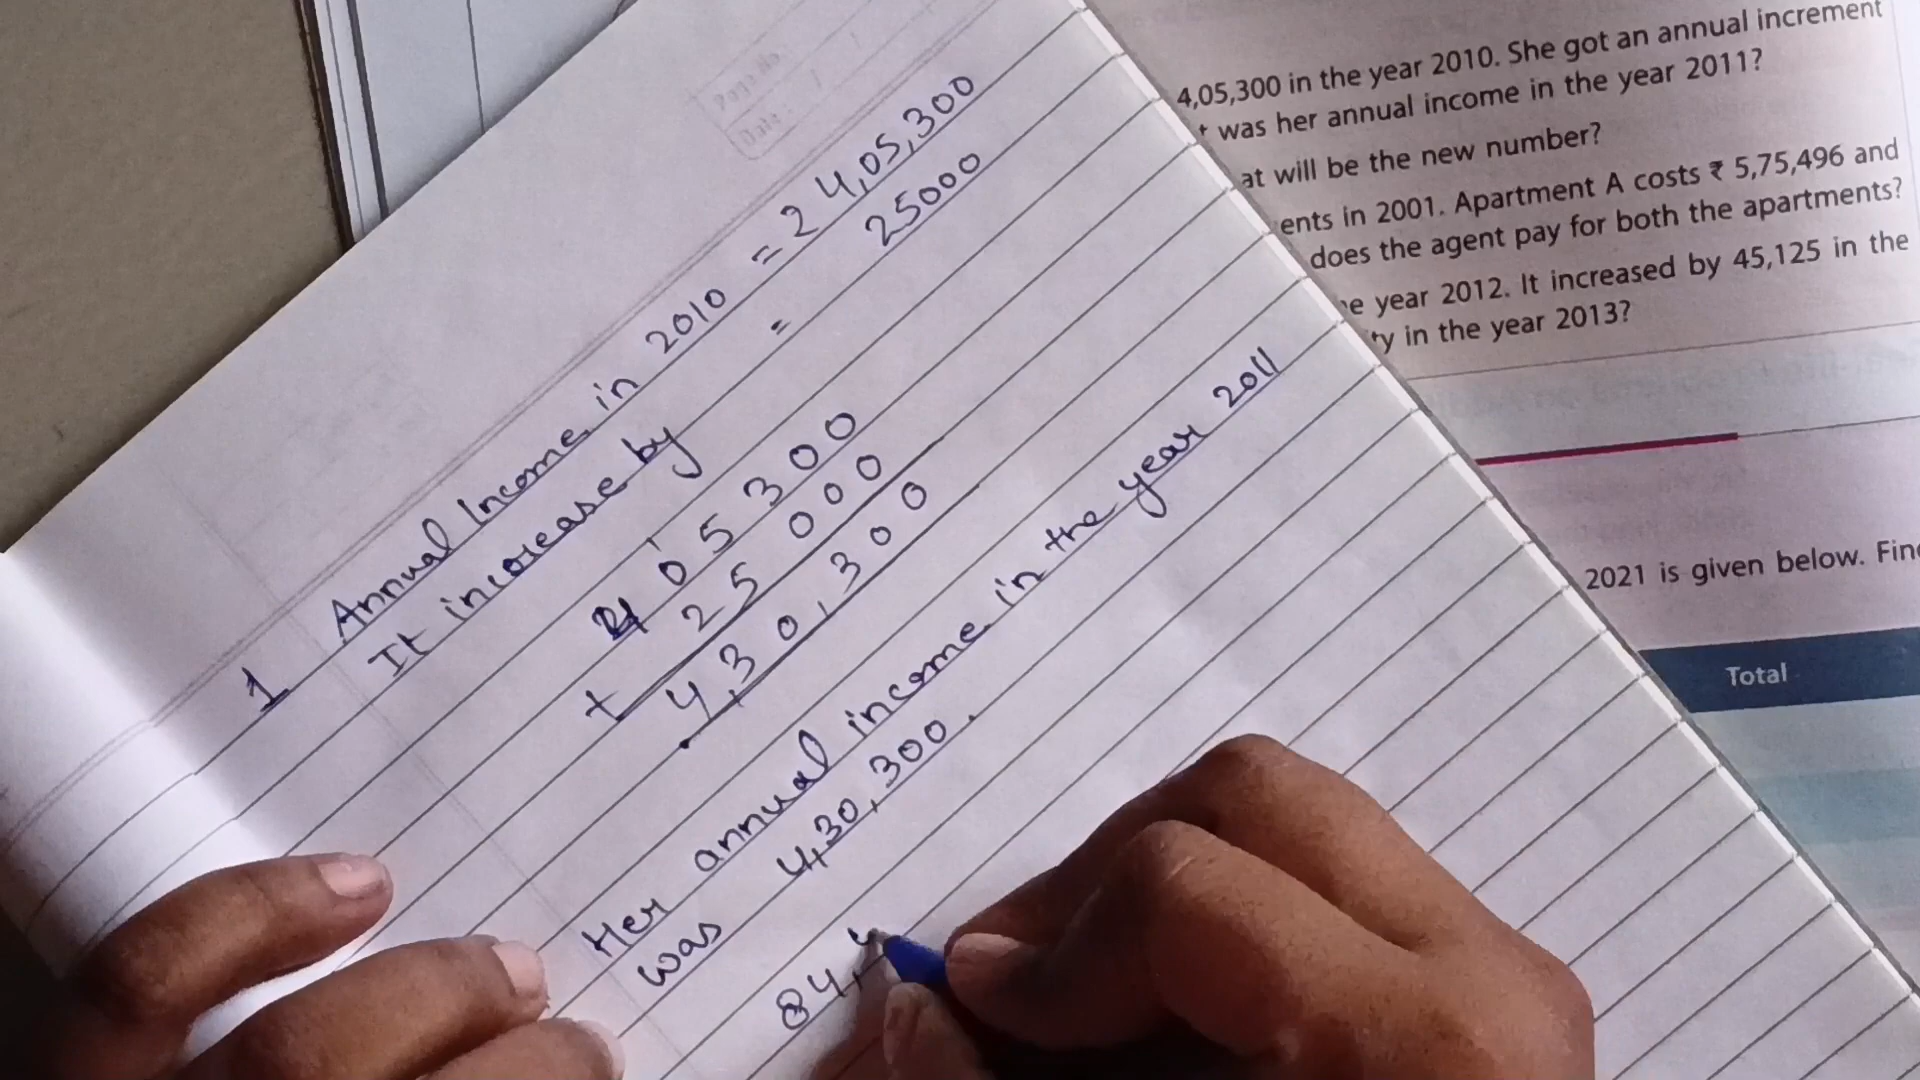 Page No.
Date:
1 Annual Income in 2010 = 2 4,05,300
It increase by = 25000
1
4 0 5 3 0 0
+ 2 5 0 0 0
4,3 0,3 0 0
Her annual income in the year 2011
was 4,30,300.
84,
4,05,300 in the year 2010. She got an annual increment
was her annual income in the year 2011?
at will be the new number?
ents in 2001. Apartment A costs ₹ 5,75,496 and
does the agent pay for both the apartments?
e year 2012. It increased by 45,125 in the
ty in the year 2013?
2021 is given below. Fin
Total